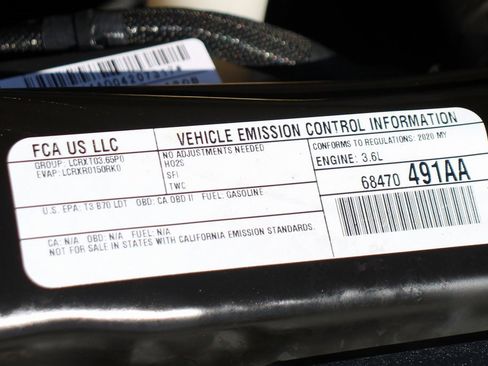 FCA US LLC
VEHICLE EMISSION CONTROL INFORMATION
GROUP: LCRXT03.65P0
EVAP: LCRXR0150RK0
NO ADJUSTMENTS NEEDED
HO2S
SFI
TWC
CONFORMS TO REGULATIONS: 2020 MY
ENGINE: 3.6L
68470 491AA
U.S. EPA: T3 B70 LDT OBD: CA OBD II FUEL: GASOLINE
CA: N/A OBD: N/A FUEL: N/A
NOT FOR SALE IN STATES WITH CALIFORNIA EMISSION STANDARDS.